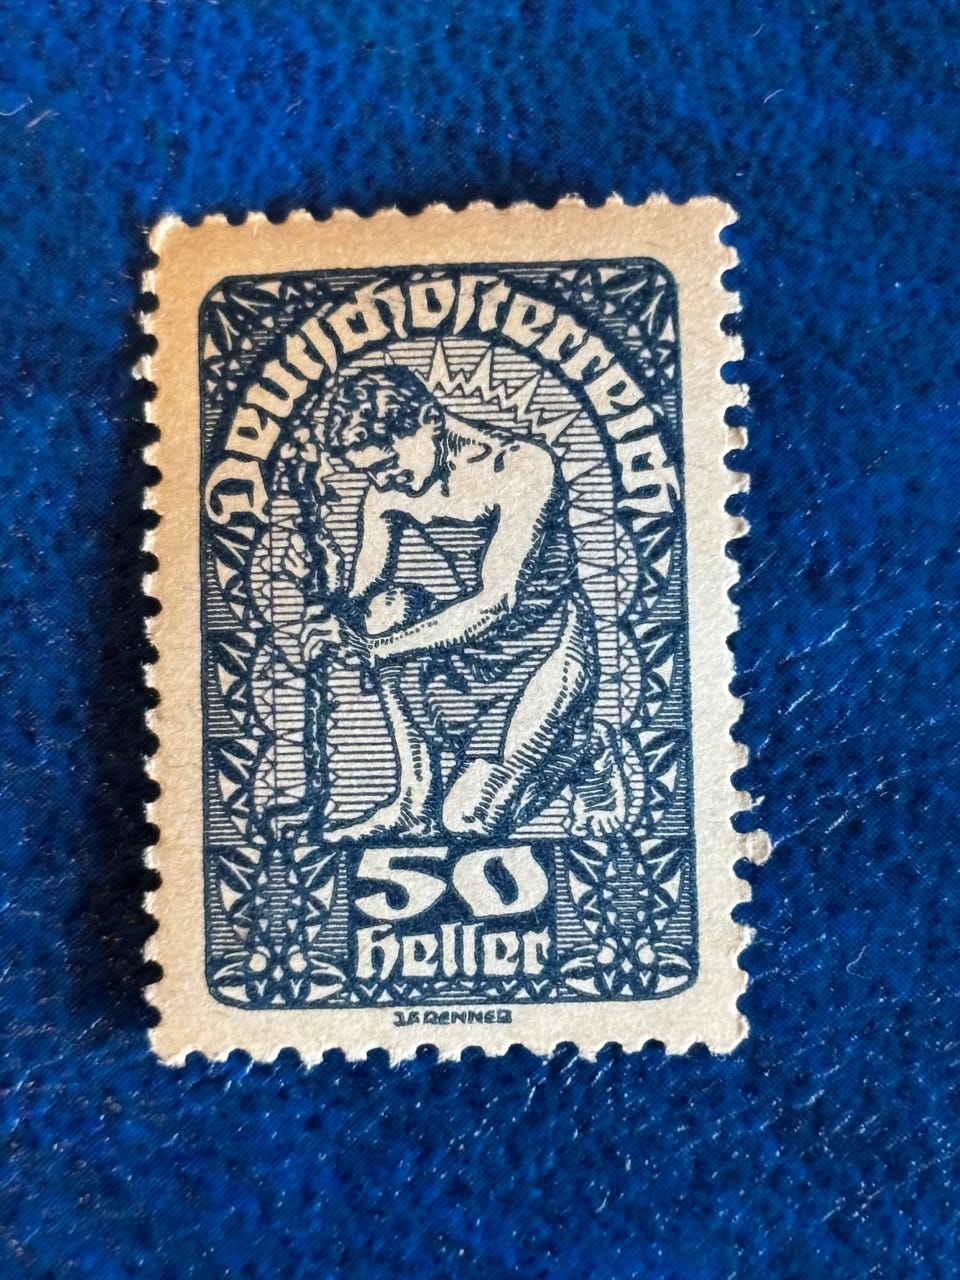 Deutschösterreich
50
Heller
J.F. RENNER